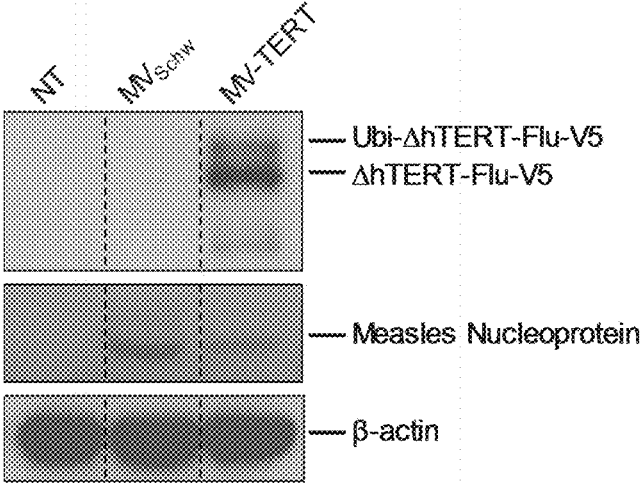 NT
MVSchw
MV-TERT
Ubi-ΔhTERT-Flu-V5
ΔhTERT-Flu-V5
Measles Nucleoprotein
β-actin